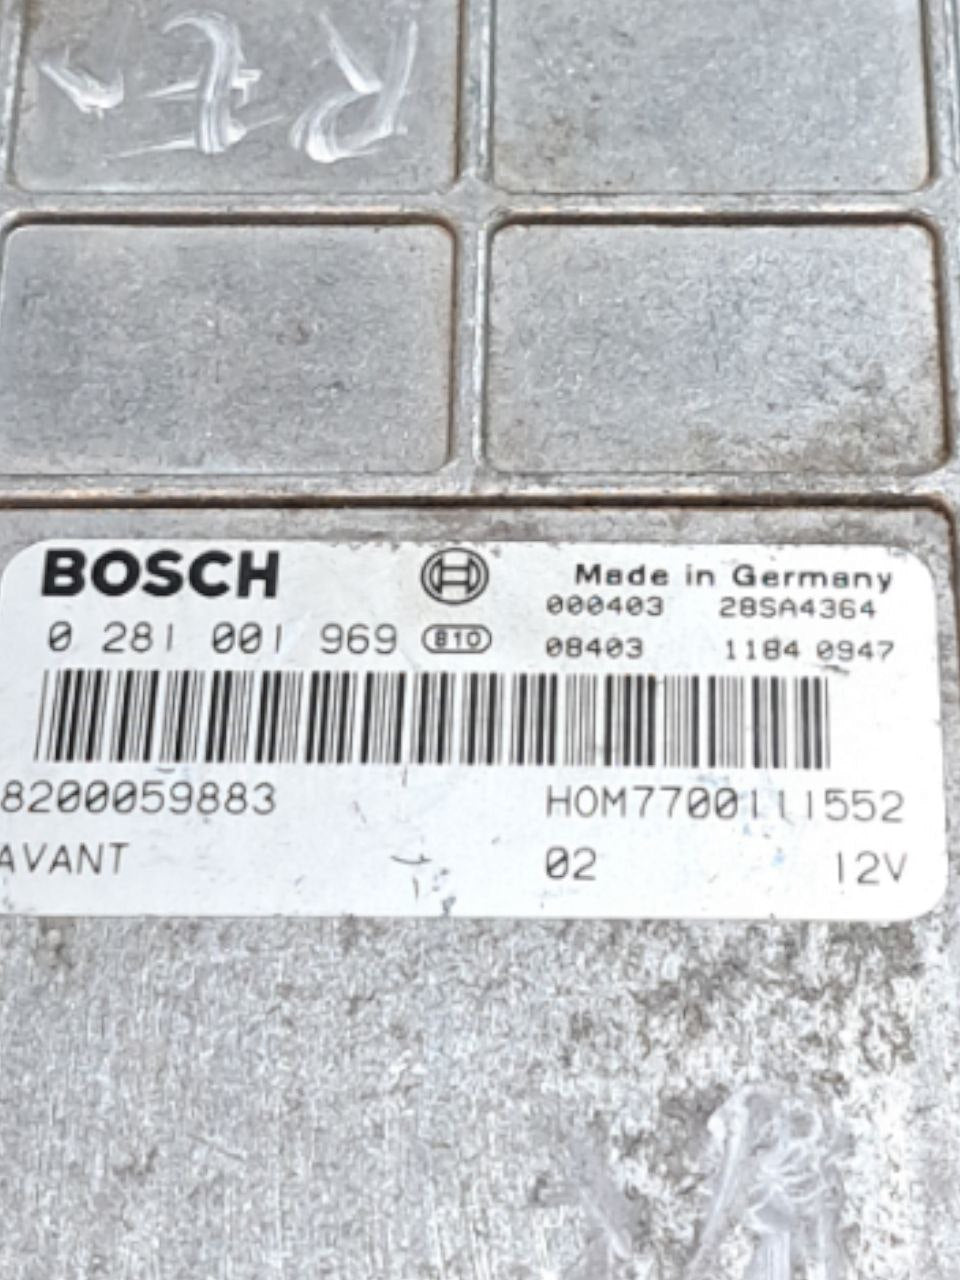 BOSCH
Made in Germany
000403 28SA4364
0 281 001 969 810
08403 1184 0947
8200059883 HOM7700111552
AVANT 02 12V